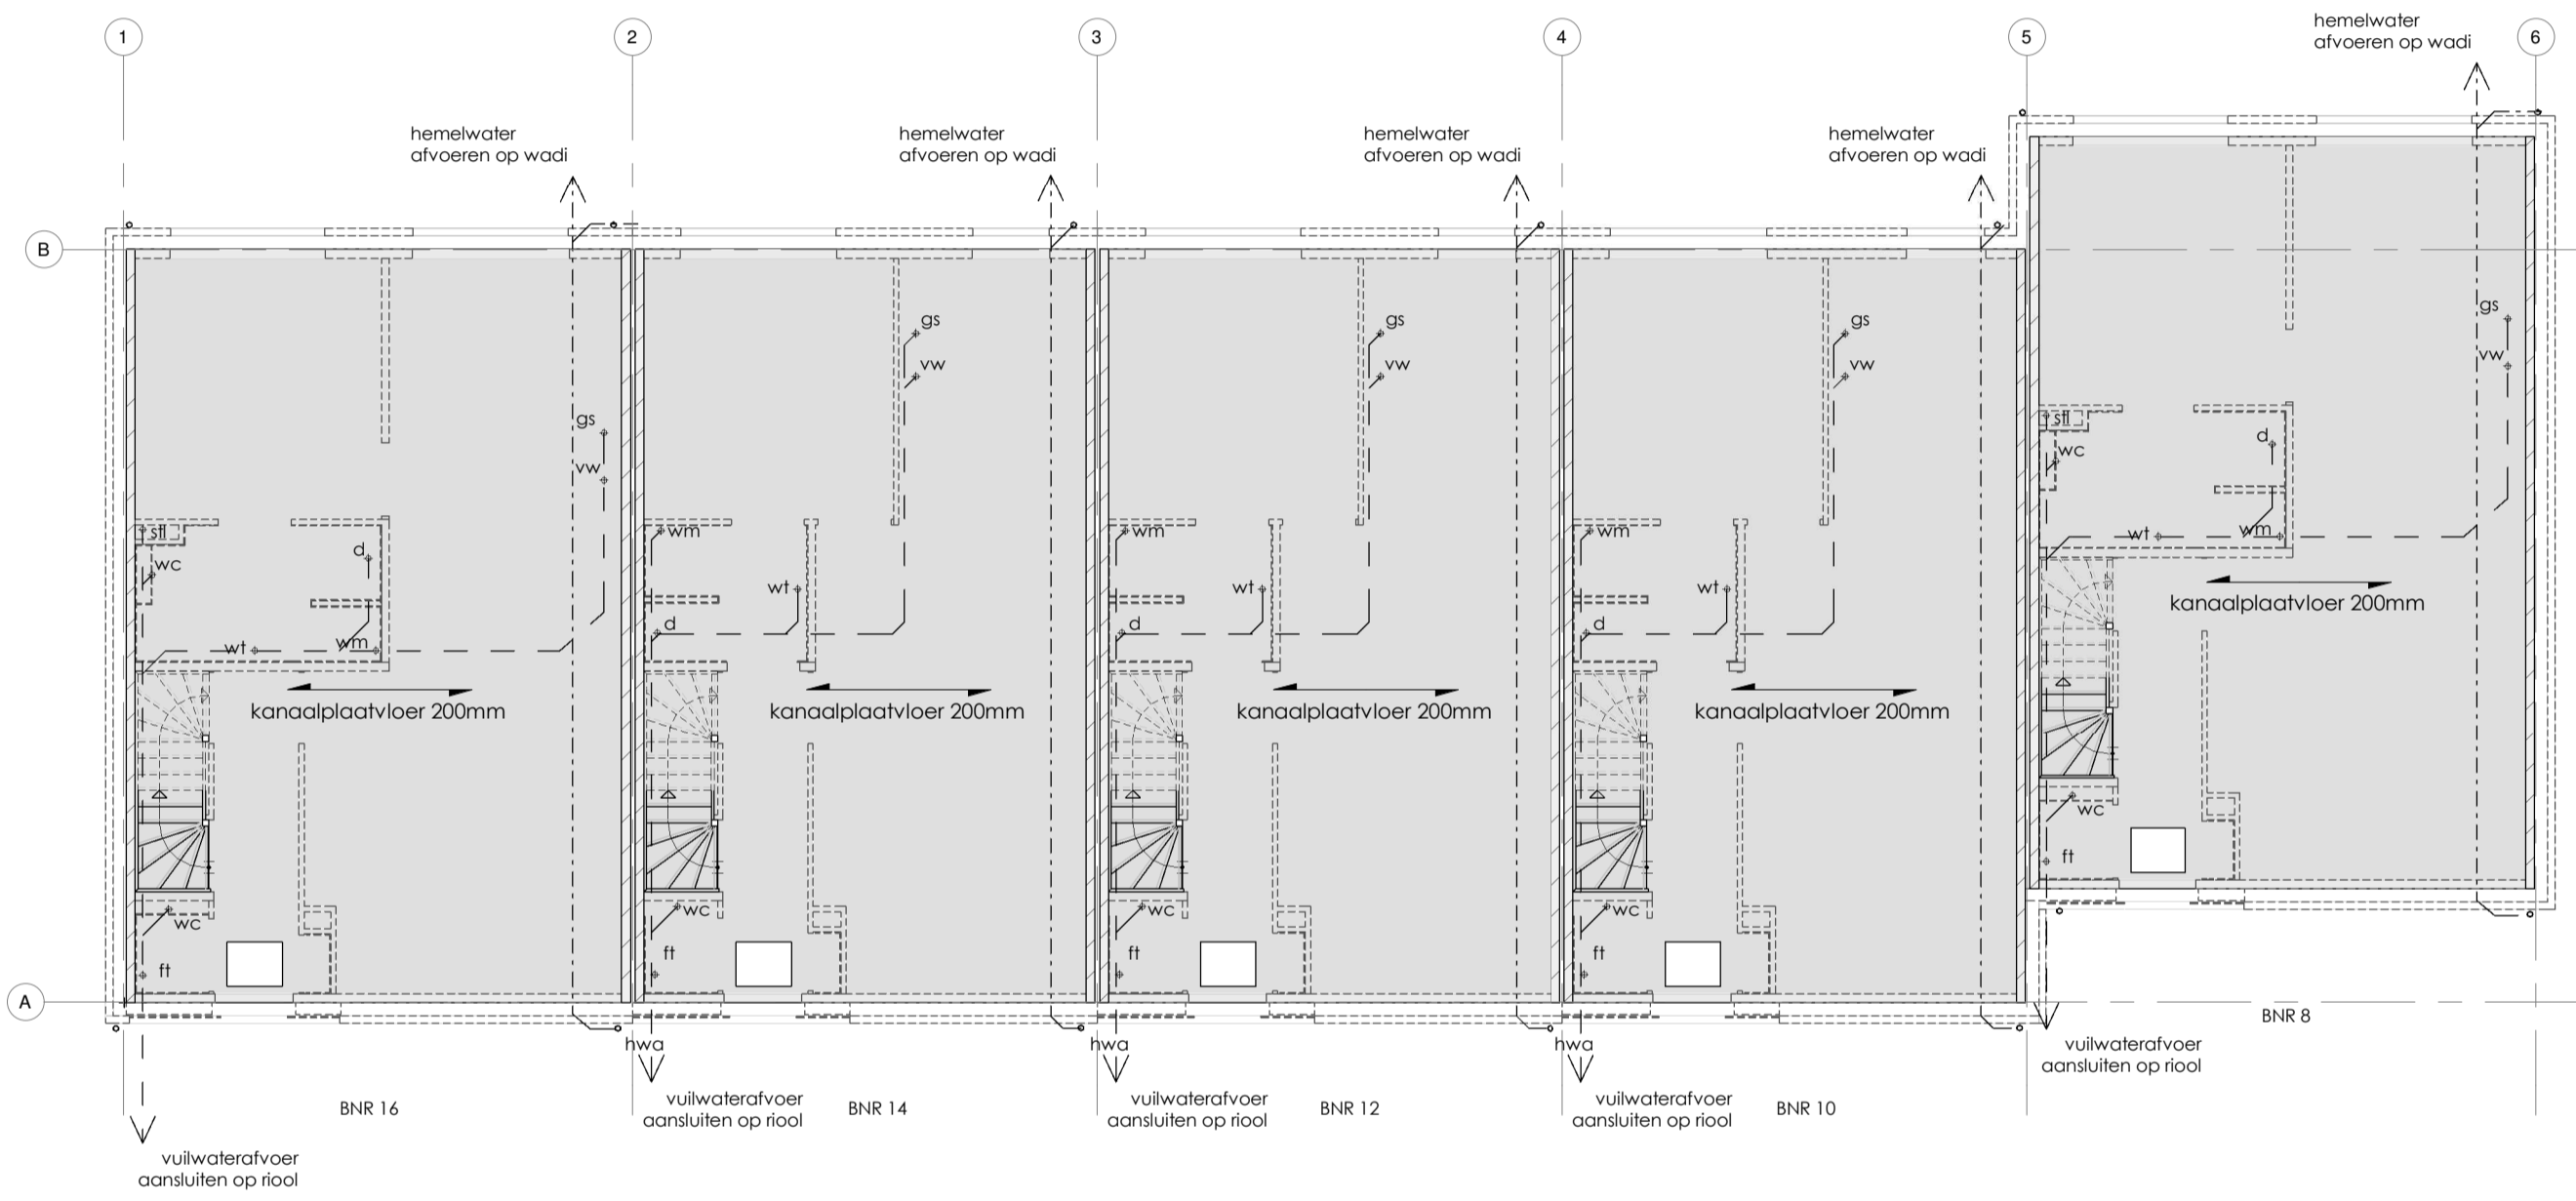 1
2
3
4
5
6
hemelwater
afvoeren op wadi
hemelwater
afvoeren op wadi
hemelwater
afvoeren op wadi
hemelwater
afvoeren op wadi
hemelwater
afvoeren op wadi
B
A
gs
vw
stl
wc
d
wt
wm
kanaalplaatvloer 200mm
wc
ft
BNR 16
vuilwaterafvoer
aansluiten op riool
gs
vw
wm
wt
d
kanaalplaatvloer 200mm
wc
ft
hwa
vuilwaterafvoer
aansluiten op riool
BNR 14
gs
vw
wm
wt
d
kanaalplaatvloer 200mm
wc
ft
hwa
vuilwaterafvoer
aansluiten op riool
BNR 12
gs
vw
wm
wt
d
kanaalplaatvloer 200mm
wc
ft
hwa
vuilwaterafvoer
aansluiten op riool
BNR 10
gs
vw
stl
wc
d
wt
wm
kanaalplaatvloer 200mm
wc
ft
BNR 8
vuilwaterafvoer
aansluiten op riool